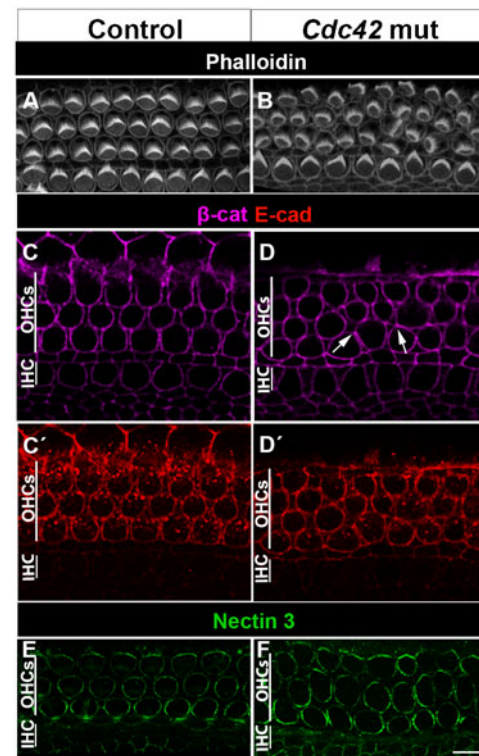 Control Cdc42 mut
Phalloidin
A B
β-cat E-cad
C D
OHCs OHCs
IHC IHC
C´ D´
OHCs OHCs
IHC IHC
Nectin 3
E F
OHCs OHCs
IHC IHC